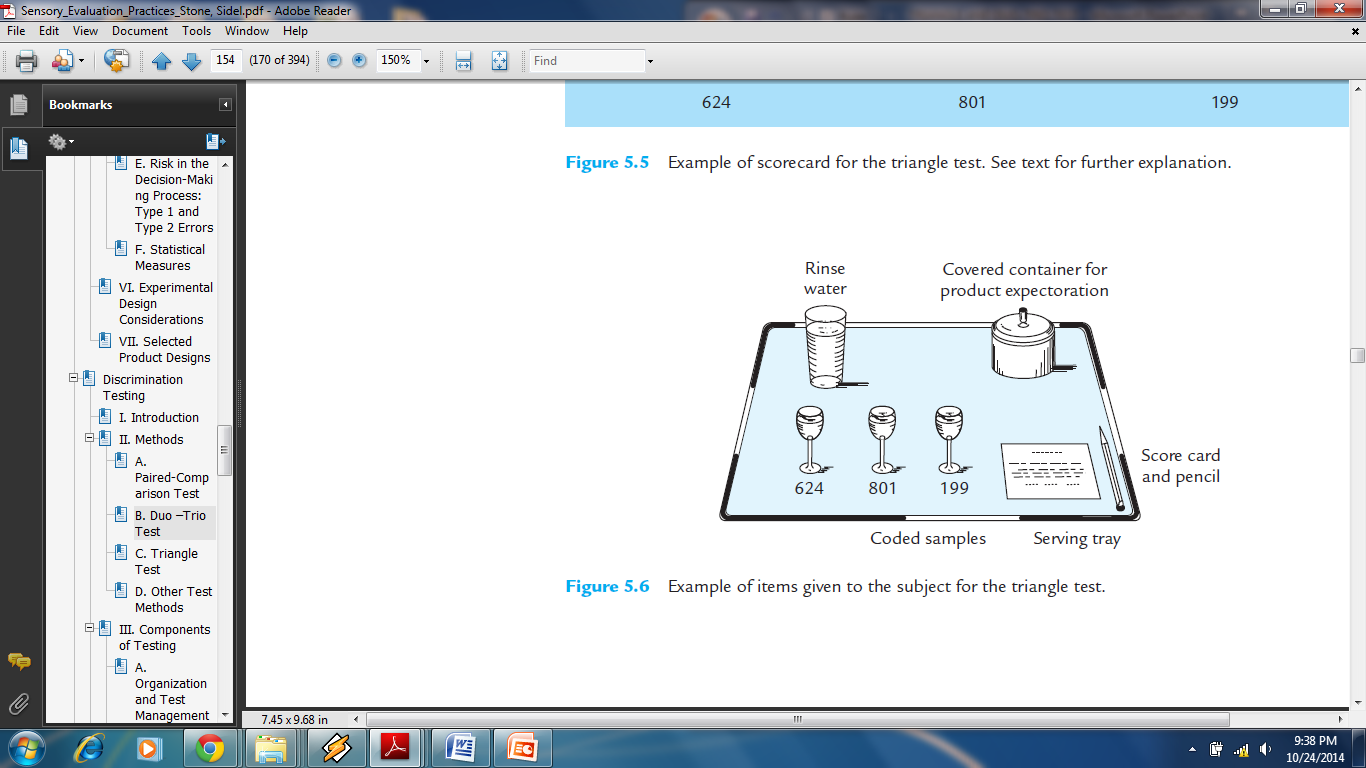 Sensory_Evaluation_Practices_Stone, Sidel.pdf - Adobe Reader
File Edit View Document Tools Window Help
154 (170 of 394) 150% Find
Bookmarks
E. Risk in the
Decision-Maki
ng Process:
Type 1 and
Type 2 Errors
F. Statistical
Measures
VI. Experimental
Design
Considerations
VII. Selected
Product Designs
Discrimination
Testing
I. Introduction
II. Methods
A.
Paired-Comp
arison Test
B. Duo –Trio
Test
C. Triangle
Test
D. Other Test
Methods
III. Components
of Testing
A.
Organization
and Test
Management
624 801 199
Figure 5.5 Example of scorecard for the triangle test. See text for further explanation.
Rinse
water
Covered container for
product expectoration
Score card
and pencil
624 801 199
Coded samples Serving tray
Figure 5.6 Example of items given to the subject for the triangle test.
7.45 x 9.68 in
9:38 PM
10/24/2014